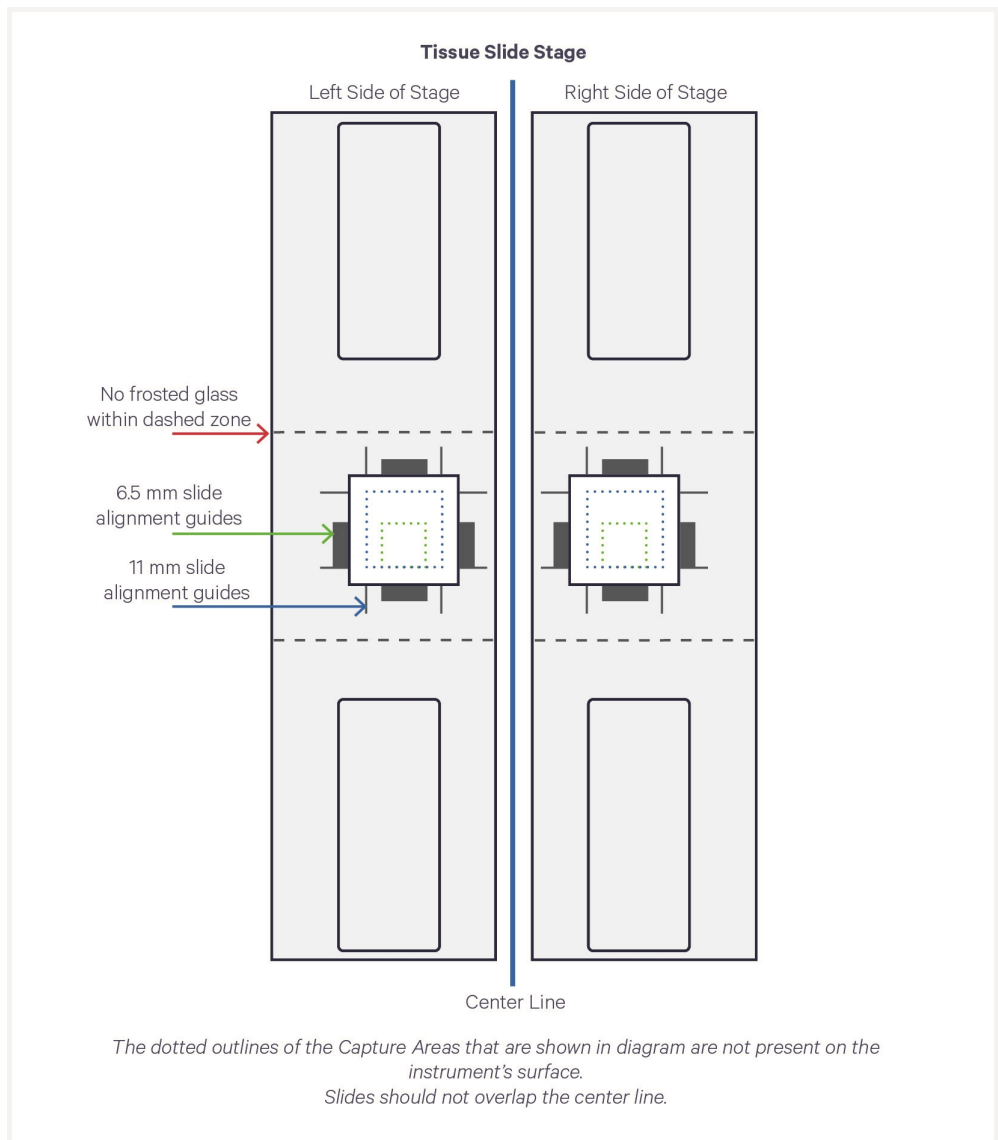 Tissue Slide Stage
Left Side of Stage
Right Side of Stage
No frosted glass
within dashed zone
6.5 mm slide
alignment guides
11 mm slide
alignment guides
Center Line
The dotted outlines of the Capture Areas that are shown in diagram are not present on the
instrument’s surface.
Slides should not overlap the center line.